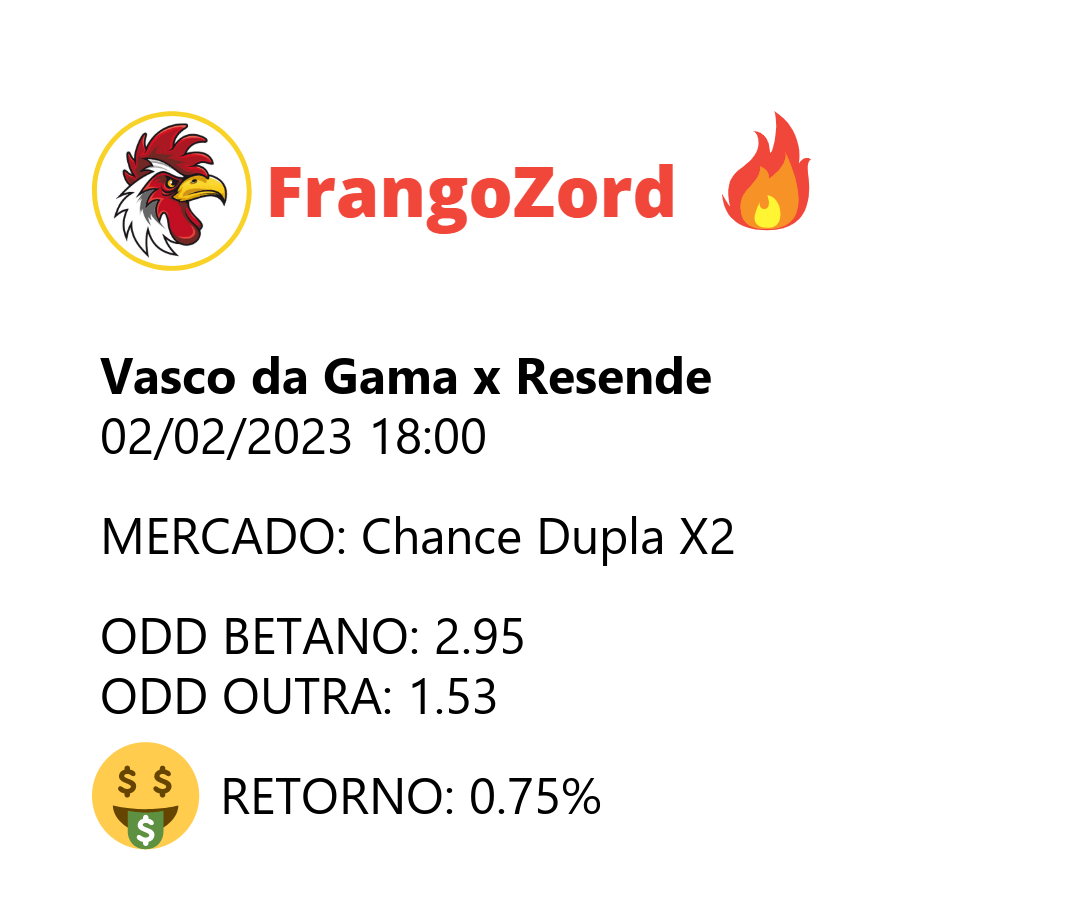 FrangoZord
Vasco da Gama x Resende
02/02/2023 18:00
MERCADO: Chance Dupla X2
ODD BETANO: 2.95
ODD OUTRA: 1.53
RETORNO: 0.75%